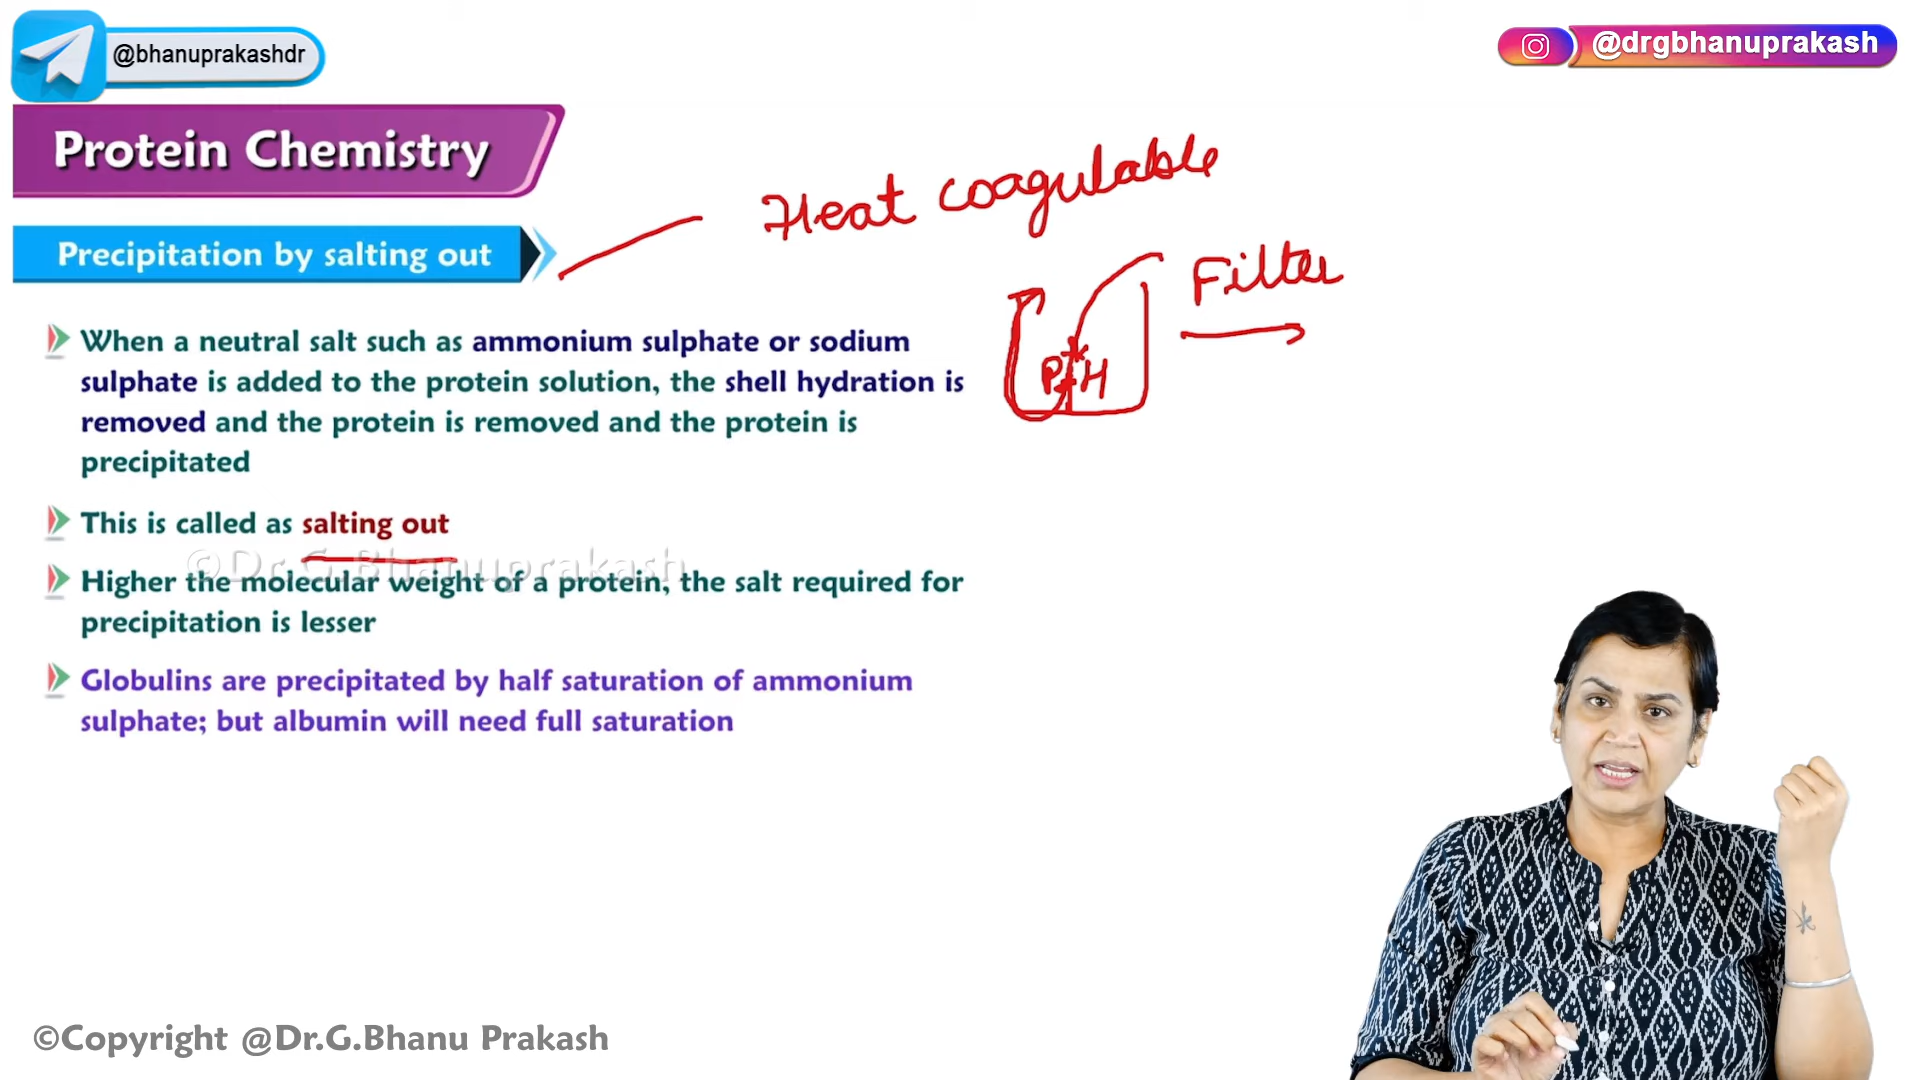 @bhanuprakashdr
@drgbhanuprakash
Protein Chemistry
Heat coagulable
Precipitation by salting out
Filter
When a neutral salt such as ammonium sulphate or sodium
sulphate is added to the protein solution, the shell hydration is
removed and the protein is removed and the protein is
precipitated
P H
This is called as salting out
©Dr.G.Bhanuprakash
Higher the molecular weight of a protein, the salt required for
precipitation is lesser
Globulins are precipitated by half saturation of ammonium
sulphate; but albumin will need full saturation
©Copyright @Dr.G.Bhanu Prakash